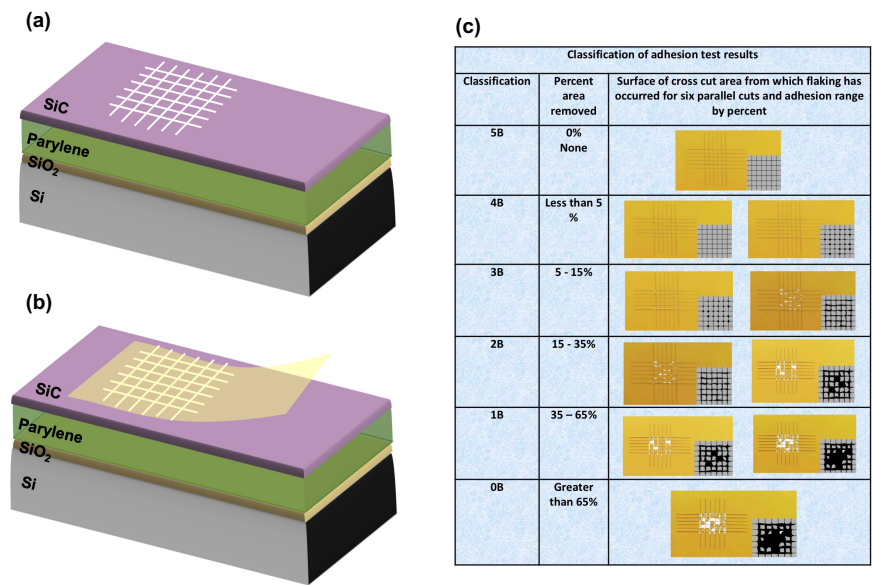 (a)
SiC
Parylene
SiO₂
Si
(b)
SiC
Parylene
SiO₂
Si
(c)
Classification of adhesion test results
Classification
Percent
area
removed
Surface of cross cut area from which flaking has
occurred for six parallel cuts and adhesion range
by percent
5B
0%
None
4B
Less than 5
%
3B
5 - 15%
2B
15 - 35%
1B
35 – 65%
0B
Greater
than 65%